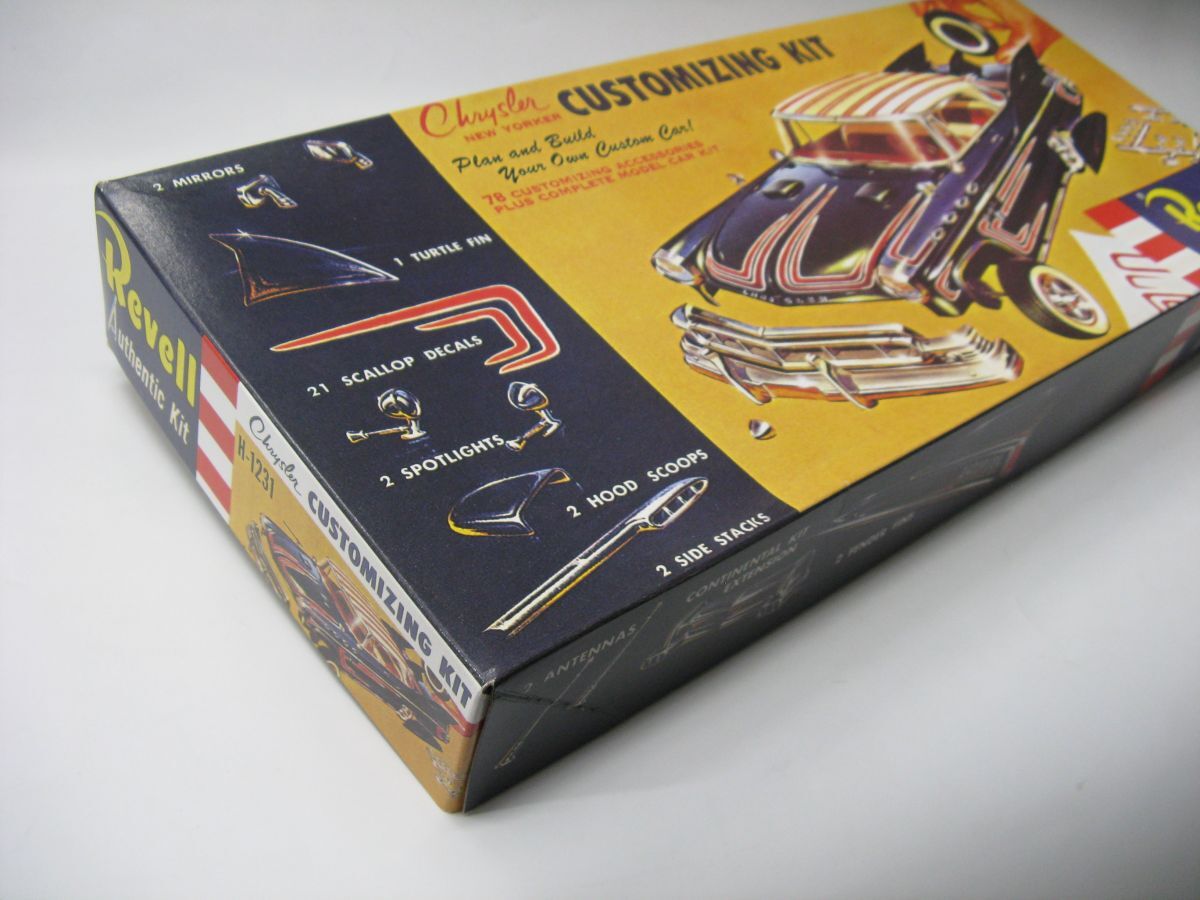 Chrysler
NEW YORKER
CUSTOMIZING KIT
Plan and Build
Your Own Custom Car!
78 CUSTOMIZING ACCESSORIES
PLUS COMPLETE MODEL CAR KIT
2 MIRRORS
1 TURTLE FIN
21 SCALLOP DECALS
2 SPOTLIGHTS
2 HOOD SCOOPS
2 SIDE STACKS
Revell
Authentic Kit
Chrysler
H-1231
CUSTOMIZING KIT
2 ANTENNAS
CONTINENTAL KIT
EXTENSION